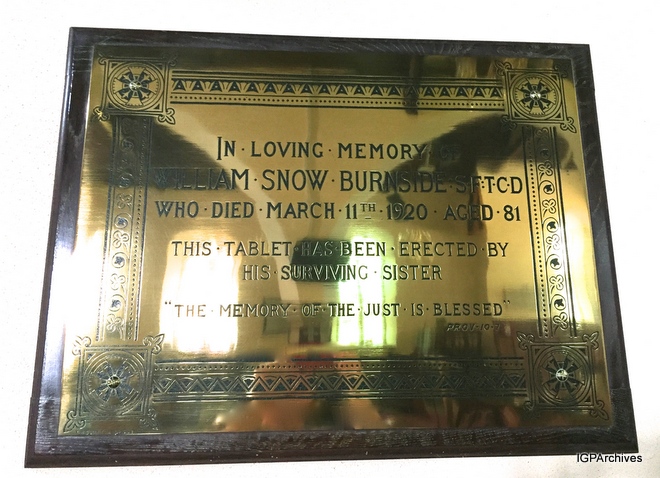 IN · LOVING · MEMORY · OF
WILLIAM · SNOW · BURNSIDE · S·F·T·C·D
WHO · DIED · MARCH · 11TH · 1920 · AGED · 81
THIS · TABLET · HAS · BEEN · ERECTED · BY
HIS · SURVIVING · SISTER
"THE · MEMORY · OF · THE · JUST · IS · BLESSED"
PROV·10·7
IGPArchives